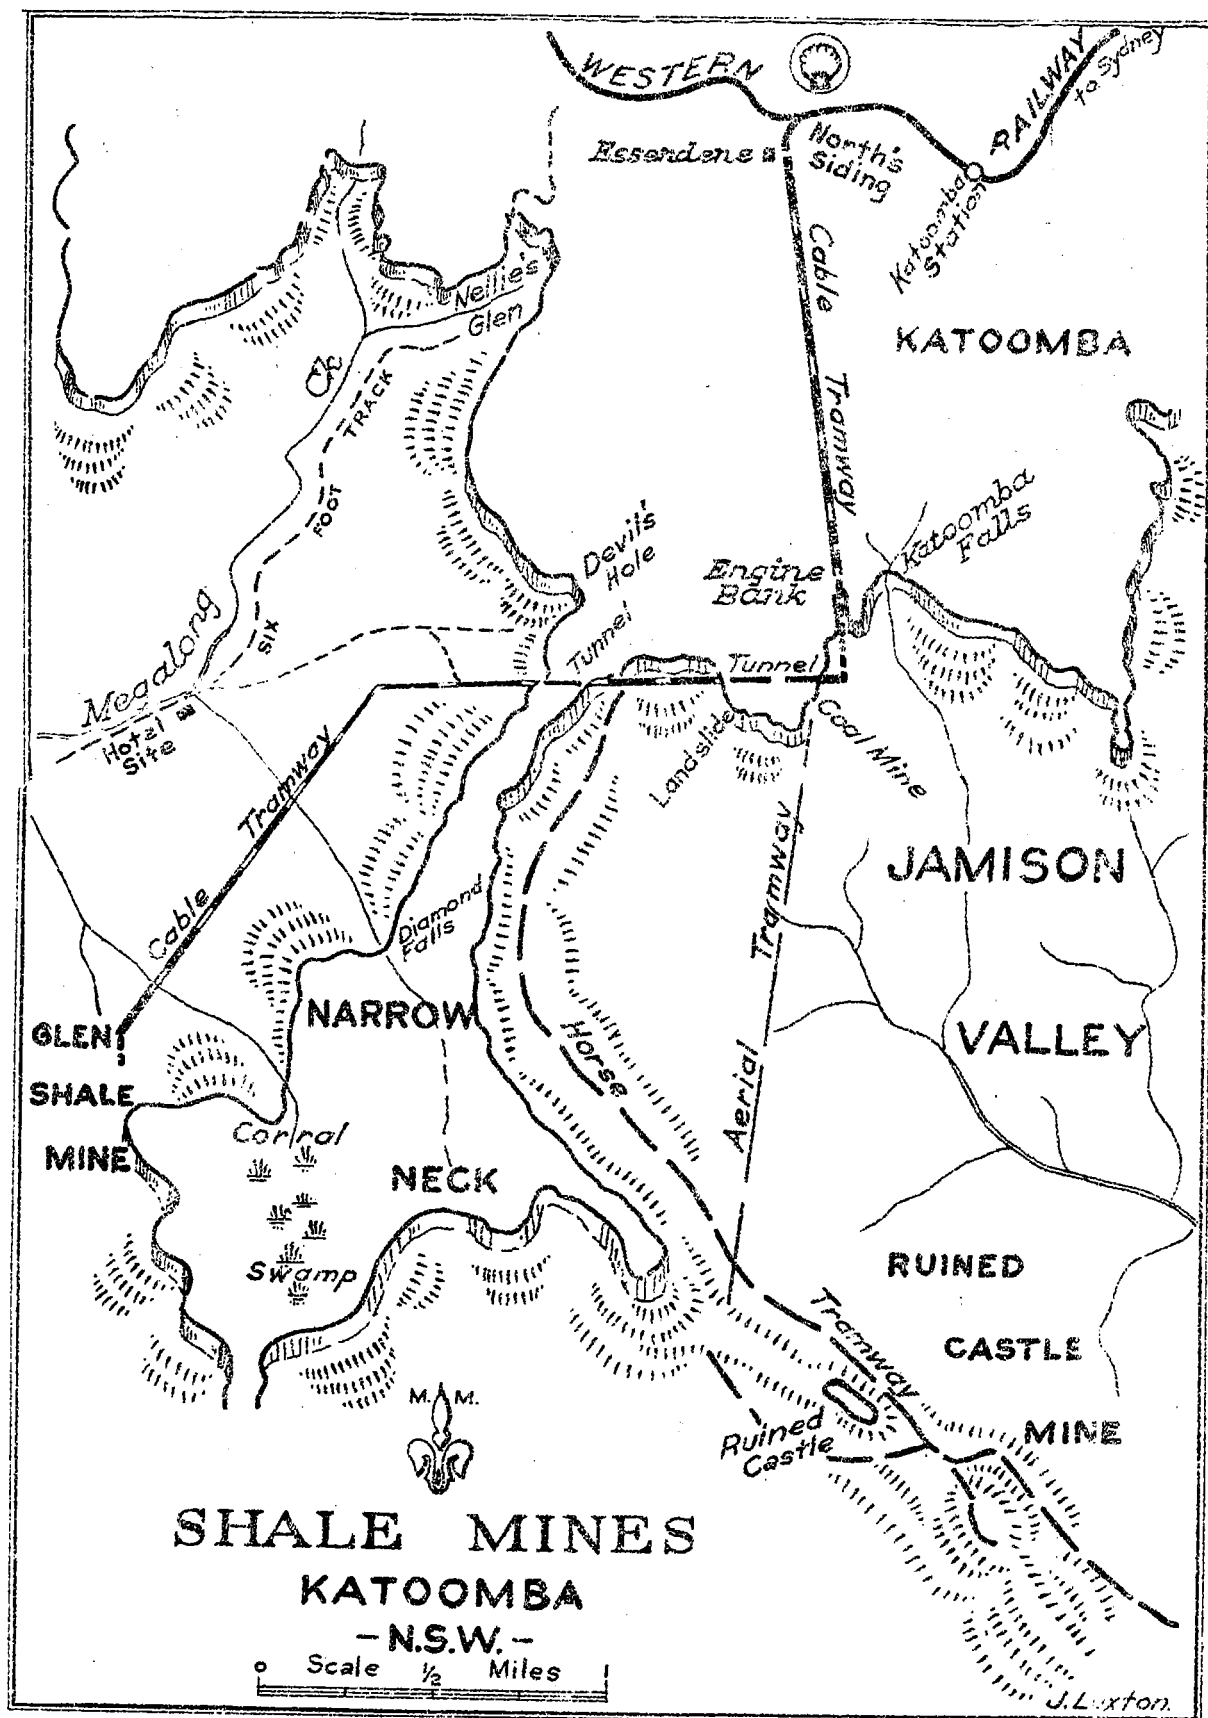 WESTERN
RAILWAY
to Sydney
Esserdene
North's
Siding
Katoomba
Station
Cable
Tramway
KATOOMBA
Nellie's
Glen
SIX
FOOT
TRACK
Devil's
Hole
Katoomba
Falls
Engine
Bank
Tunnel
Tunnel
Megalong
Hotel
Site
Landslide
Coal Mine
Cable
Tramway
JAMISON
VALLEY
Diamond
Falls
Aerial
Tramway
Horse
Tramway
GLEN
SHALE
MINE
NARROW
NECK
Corral
Swamp
RUINED
CASTLE
MINE
Ruined
Castle
M. M.
SHALE MINES
KATOOMBA
- N.S.W. -
0 Scale ½ Miles 1
J. Luxton.